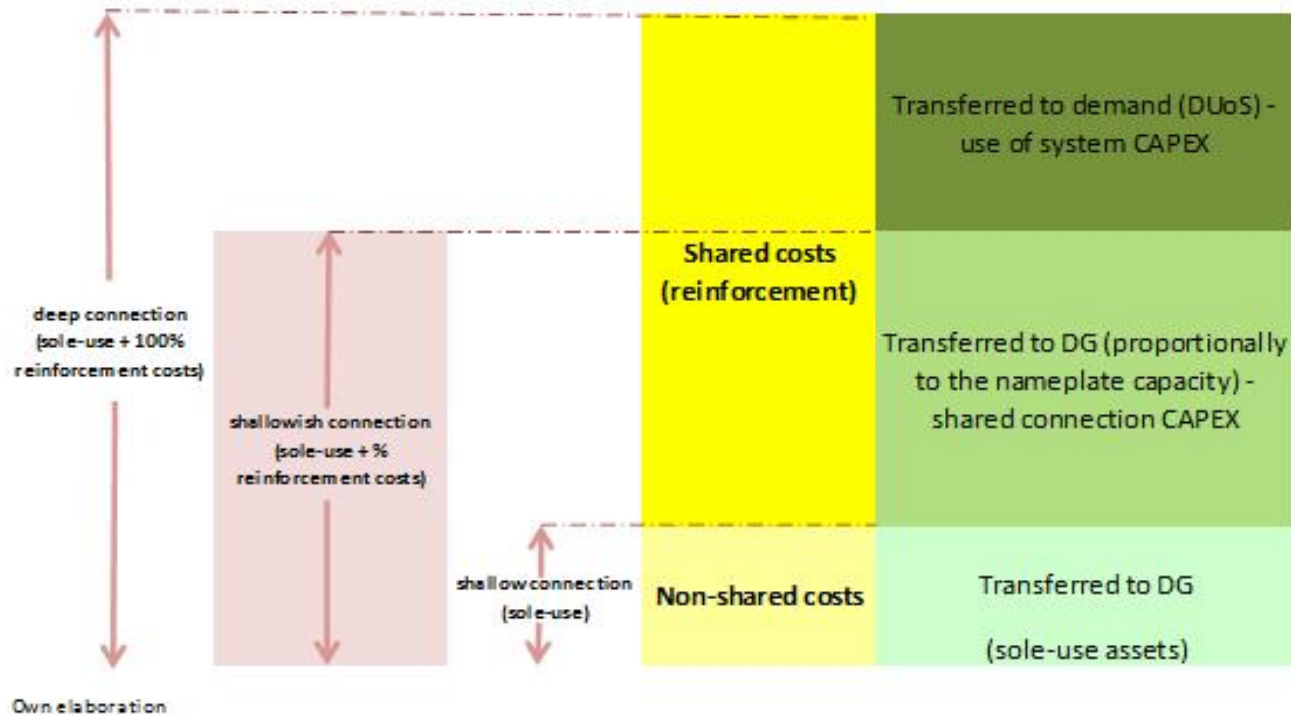 deep connection
(sole-use + 100%
reinforcement costs)
shallowish connection
(sole-use + %
reinforcement costs)
shallow connection
(sole-use)
Shared costs
(reinforcement)
Non-shared costs
Transferred to demand (DUoS) -
use of system CAPEX
Transferred to DG (proportionally
to the nameplate capacity) -
shared connection CAPEX
Transferred to DG
(sole-use assets)
Own elaboration